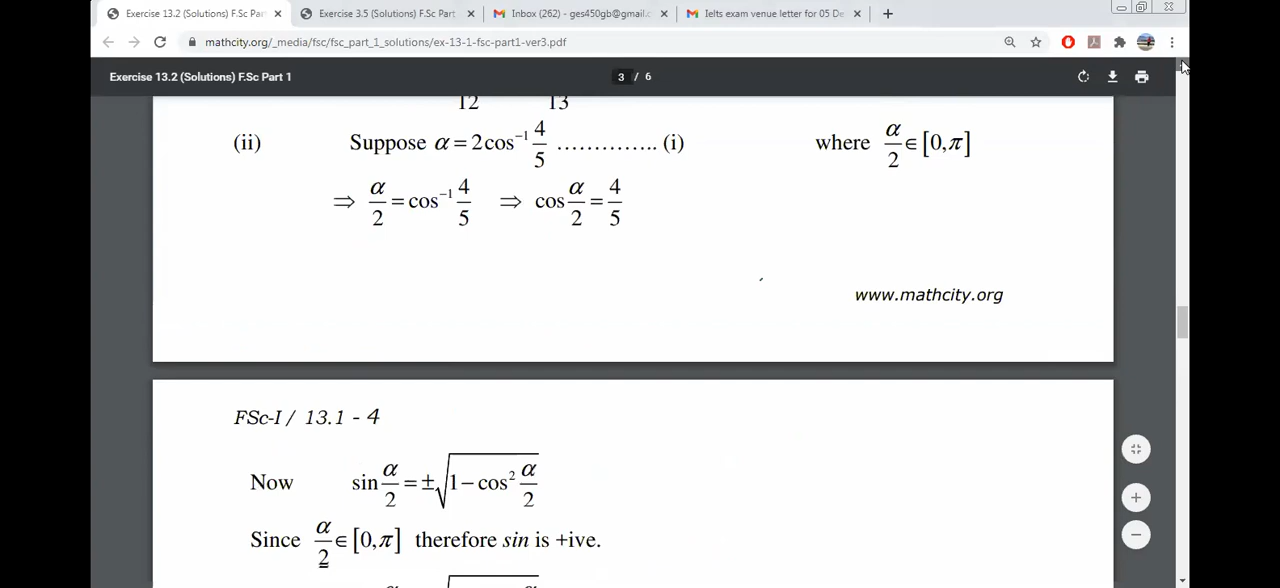 Exercise 13.2 (Solutions) F.Sc Par
Exercise 3.5 (Solutions) F.Sc Part
Inbox (262) - ges450gb@gmail.c
Ielts exam venue letter for 05 De
mathcity.org/_media/fsc/fsc_part_1_solutions/ex-13-1-fsc-part1-ver3.pdf
Exercise 13.2 (Solutions) F.Sc Part 1
3 / 6
12 13
(ii) Suppose α = 2cos⁻¹ 4/5 .............. (i) where α/2 ∈ [0, π]
⇒ α/2 = cos⁻¹ 4/5 ⇒ cos α/2 = 4/5
www.mathcity.org
FSc-I / 13.1 - 4
Now sin α/2 = ±√(1 − cos² α/2)
Since α/2 ∈ [0, π] therefore sin is +ive.